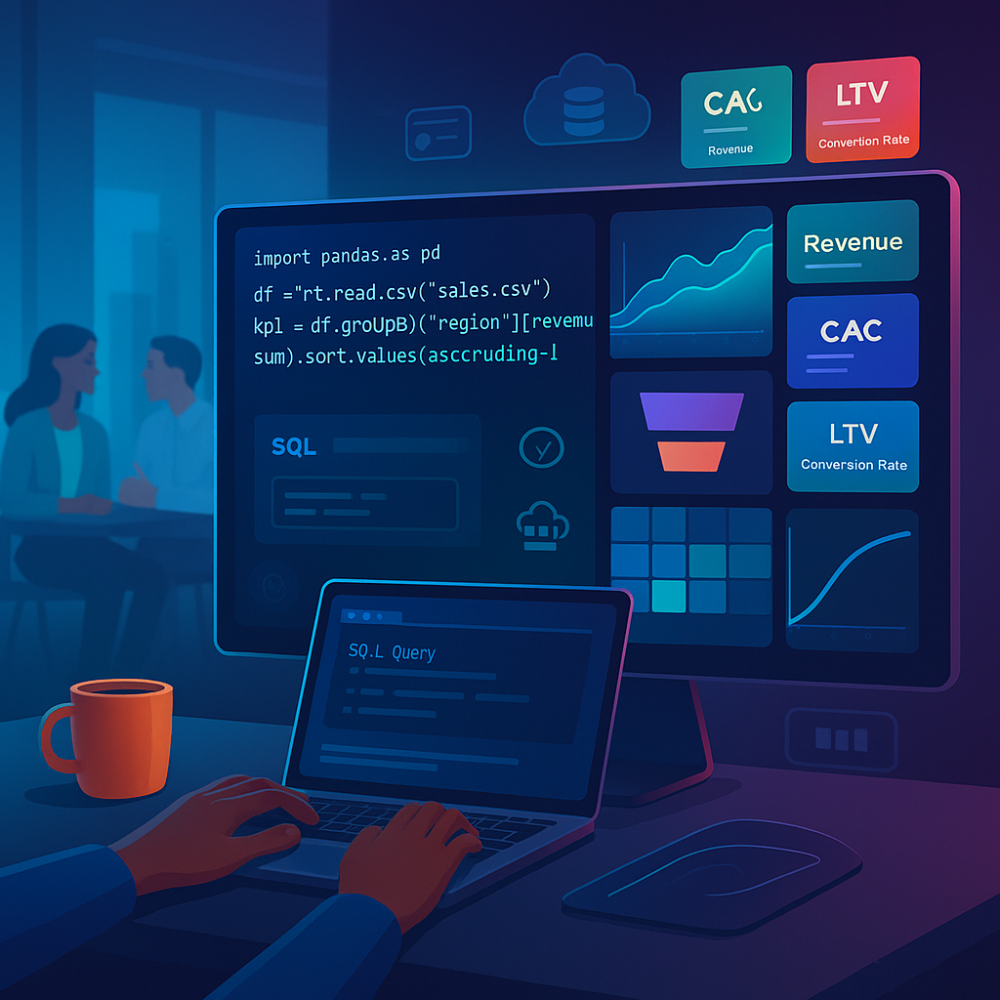 CAC
Rovenue
LTV
Convertion Rate
import pandas.as pd
df ="rt.read.csv("sales.csv")
kpl = df.groUpB)("region"][revemu
sum).sort.values(asccruding-l
SQL
Revenue
CAC
LTV
Conversion Rate
SQ.L Query